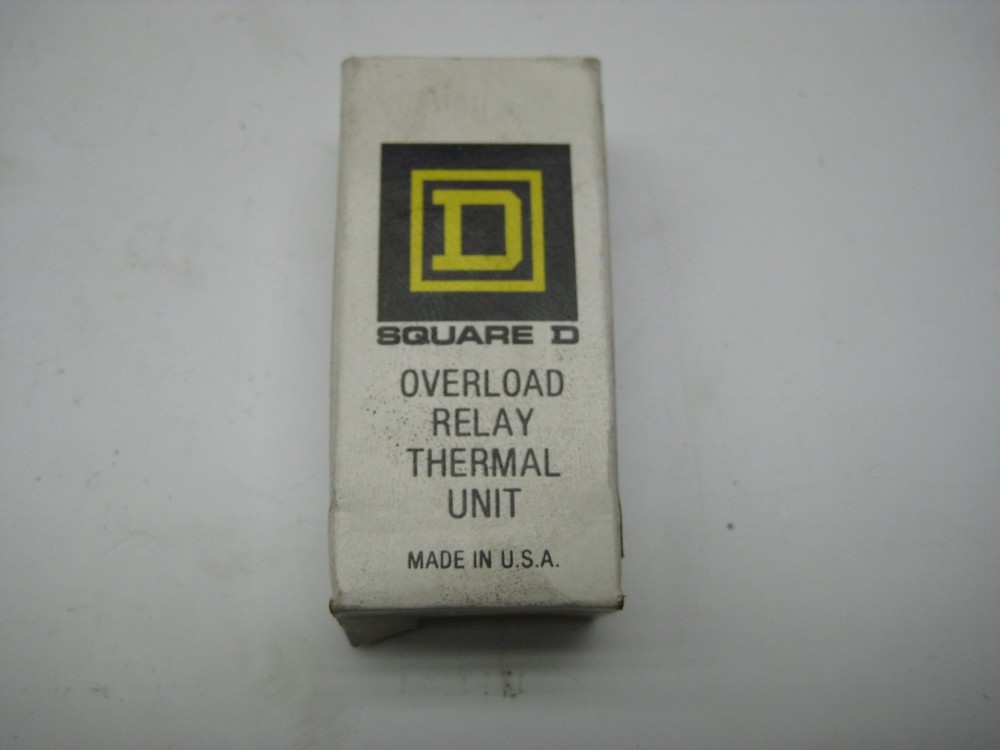 D
SQUARE D
OVERLOAD
RELAY
THERMAL
UNIT
MADE IN U.S.A.